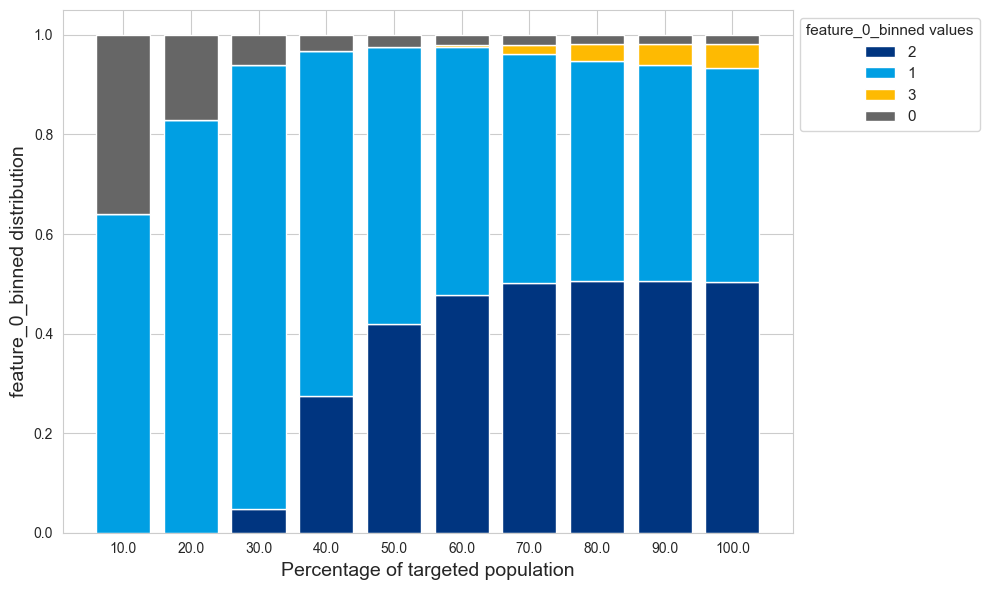 feature_0_binned values
2
1
3
0
feature_0_binned distribution
1.0
0.8
0.6
0.4
0.2
0.0
10.0 20.0 30.0 40.0 50.0 60.0 70.0 80.0 90.0 100.0
Percentage of targeted population